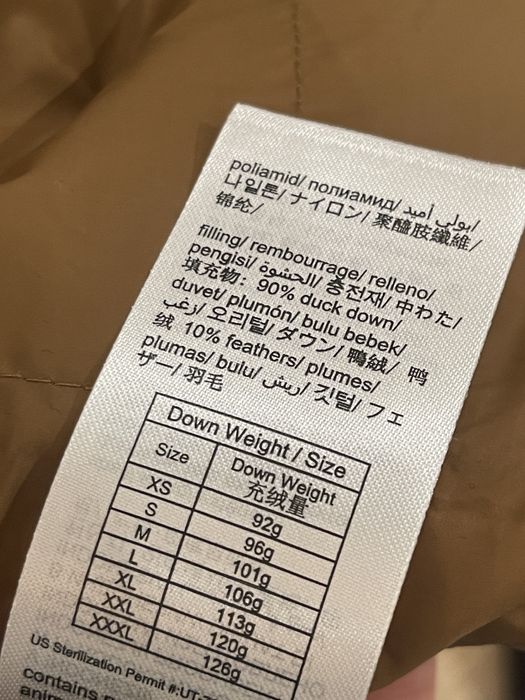 poliamid/ полиамид/ بولي أميد/
나일론/ ナイロン/ 聚醯胺纖維/
锦纶/
filling/ rembourrage/ relleno/
pengisi/ الحشوة/ 충전재/ 中わた/
填充物: 90% duck down/
duvet/ plumón/ bulu bebek/
زغب/ 오리털/ ダウン/ 鴨絨/ 鸭
绒 10% feathers/ plumes/
plumas/ bulu/ ريش/ 깃털/ フェ
ザー/ 羽毛
Down Weight / Size
Size Down Weight
充绒量
XS 92g
S 96g
M 101g
L 106g
XL 113g
XXL 120g
XXXL 126g
US Sterilization Permit #:UT-
contains